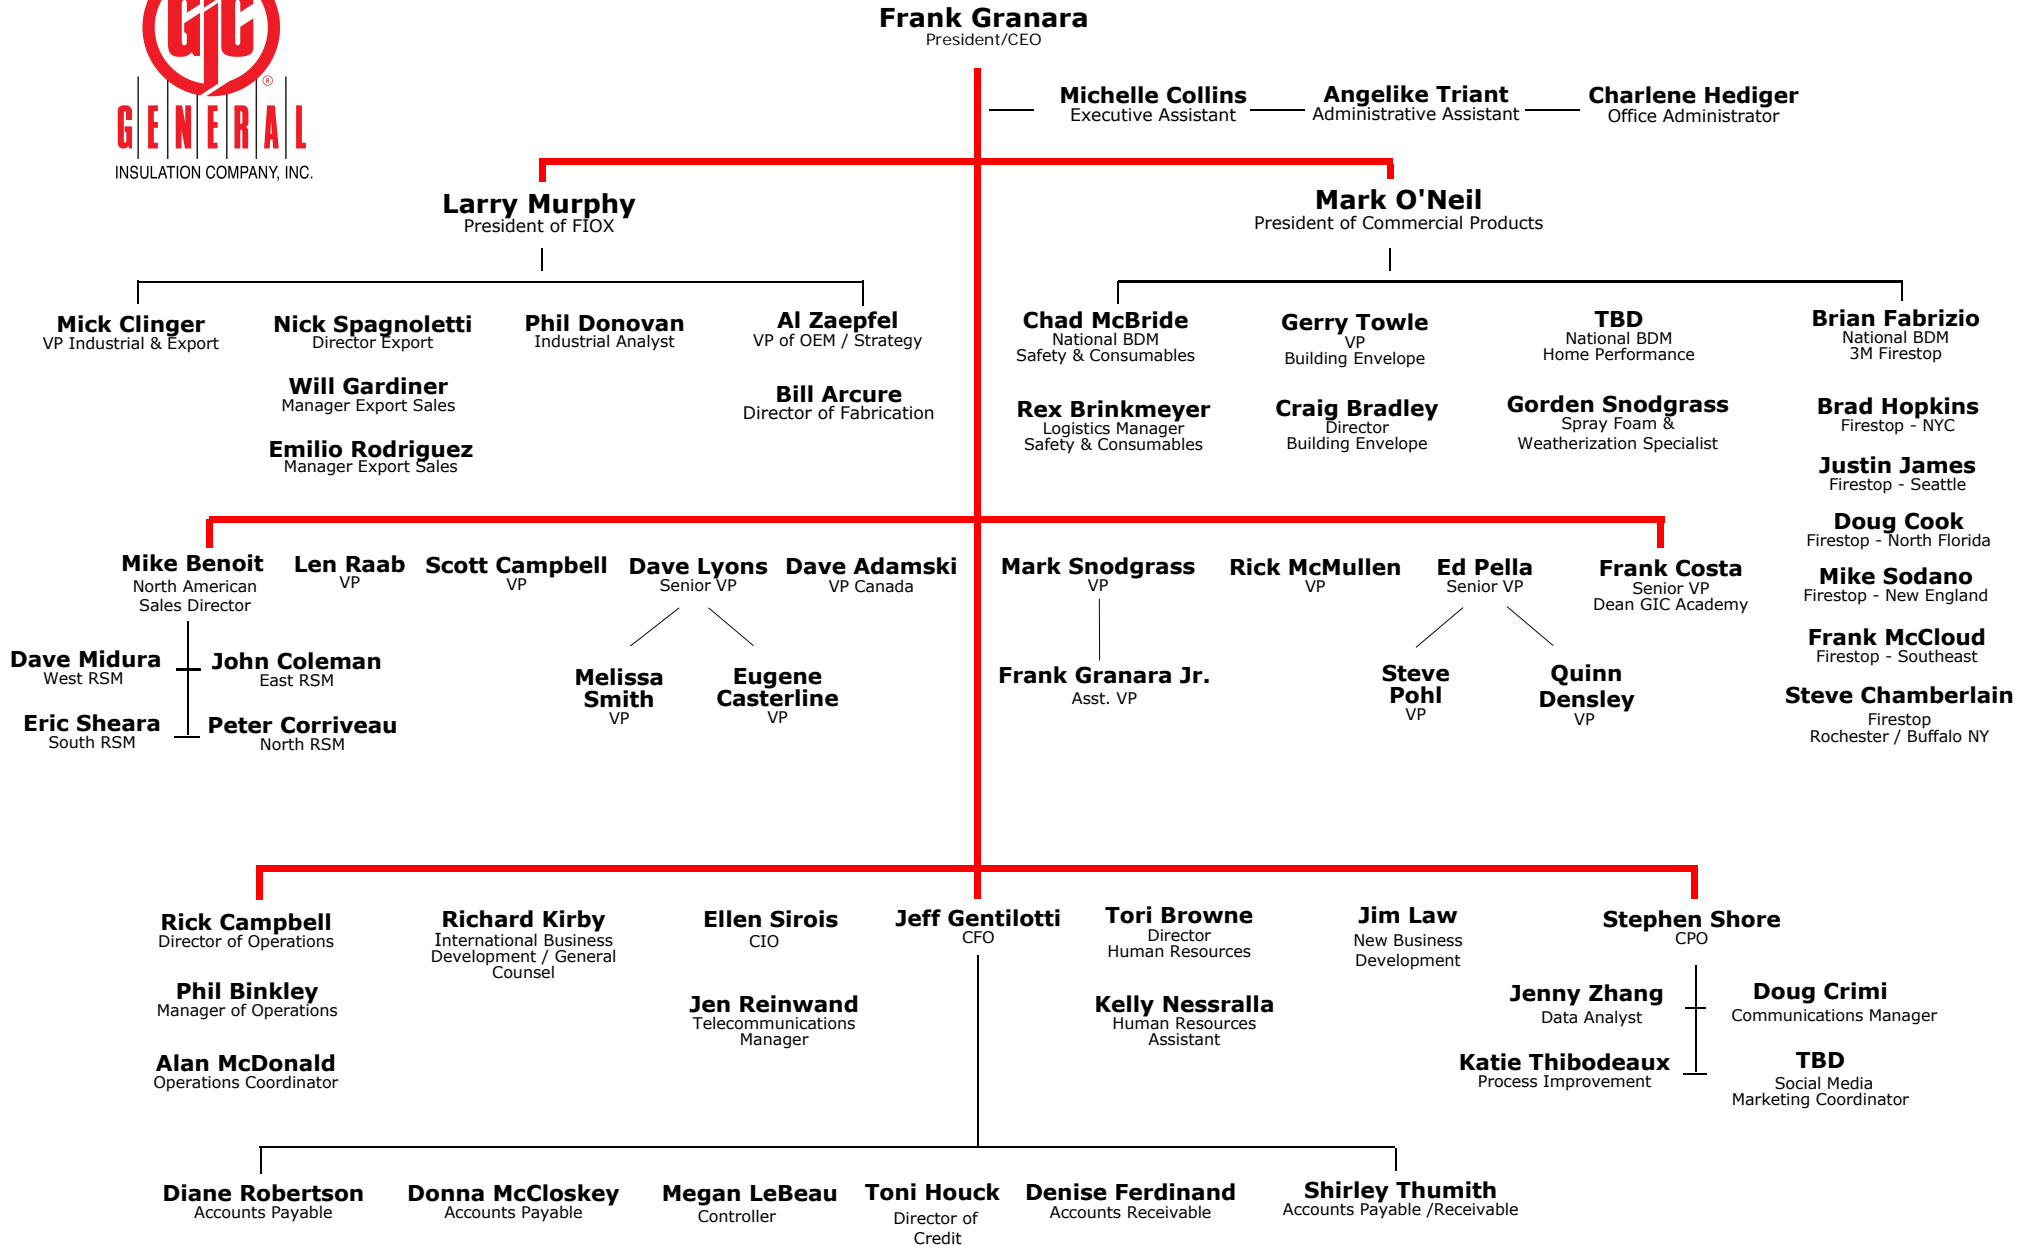 GIC
®
GENERAL
INSULATION COMPANY, INC.
Frank Granara
President/CEO
Michelle Collins
Executive Assistant
Angelike Triant
Administrative Assistant
Charlene Hediger
Office Administrator
Larry Murphy
President of FIOX
Mark O'Neil
President of Commercial Products
Mick Clinger
VP Industrial & Export
Nick Spagnoletti
Director Export
Will Gardiner
Manager Export Sales
Emilio Rodriguez
Manager Export Sales
Phil Donovan
Industrial Analyst
Al Zaepfel
VP of OEM / Strategy
Bill Arcure
Director of Fabrication
Chad McBride
National BDM
Safety & Consumables
Rex Brinkmeyer
Logistics Manager
Safety & Consumables
Gerry Towle
VP
Building Envelope
Craig Bradley
Director
Building Envelope
TBD
National BDM
Home Performance
Gorden Snodgrass
Spray Foam &
Weatherization Specialist
Brian Fabrizio
National BDM
3M Firestop
Brad Hopkins
Firestop - NYC
Justin James
Firestop - Seattle
Doug Cook
Firestop - North Florida
Mike Sodano
Firestop - New England
Frank McCloud
Firestop - Southeast
Steve Chamberlain
Firestop
Rochester / Buffalo NY
Mike Benoit
North American
Sales Director
Dave Midura
West RSM
John Coleman
East RSM
Eric Sheara
South RSM
Peter Corriveau
North RSM
Len Raab
VP
Scott Campbell
VP
Dave Lyons
Senior VP
Melissa
Smith
VP
Eugene
Casterline
VP
Dave Adamski
VP Canada
Mark Snodgrass
VP
Frank Granara Jr.
Asst. VP
Rick McMullen
VP
Ed Pella
Senior VP
Steve
Pohl
VP
Quinn
Densley
VP
Frank Costa
Senior VP
Dean GIC Academy
Rick Campbell
Director of Operations
Phil Binkley
Manager of Operations
Alan McDonald
Operations Coordinator
Richard Kirby
International Business
Development / General
Counsel
Ellen Sirois
CIO
Jen Reinwand
Telecommunications
Manager
Jeff Gentilotti
CFO
Tori Browne
Director
Human Resources
Kelly Nessralla
Human Resources
Assistant
Jim Law
New Business
Development
Stephen Shore
CPO
Jenny Zhang
Data Analyst
Doug Crimi
Communications Manager
Katie Thibodeaux
Process Improvement
TBD
Social Media
Marketing Coordinator
Diane Robertson
Accounts Payable
Donna McCloskey
Accounts Payable
Megan LeBeau
Controller
Toni Houck
Director of
Credit
Denise Ferdinand
Accounts Receivable
Shirley Thumith
Accounts Payable /Receivable